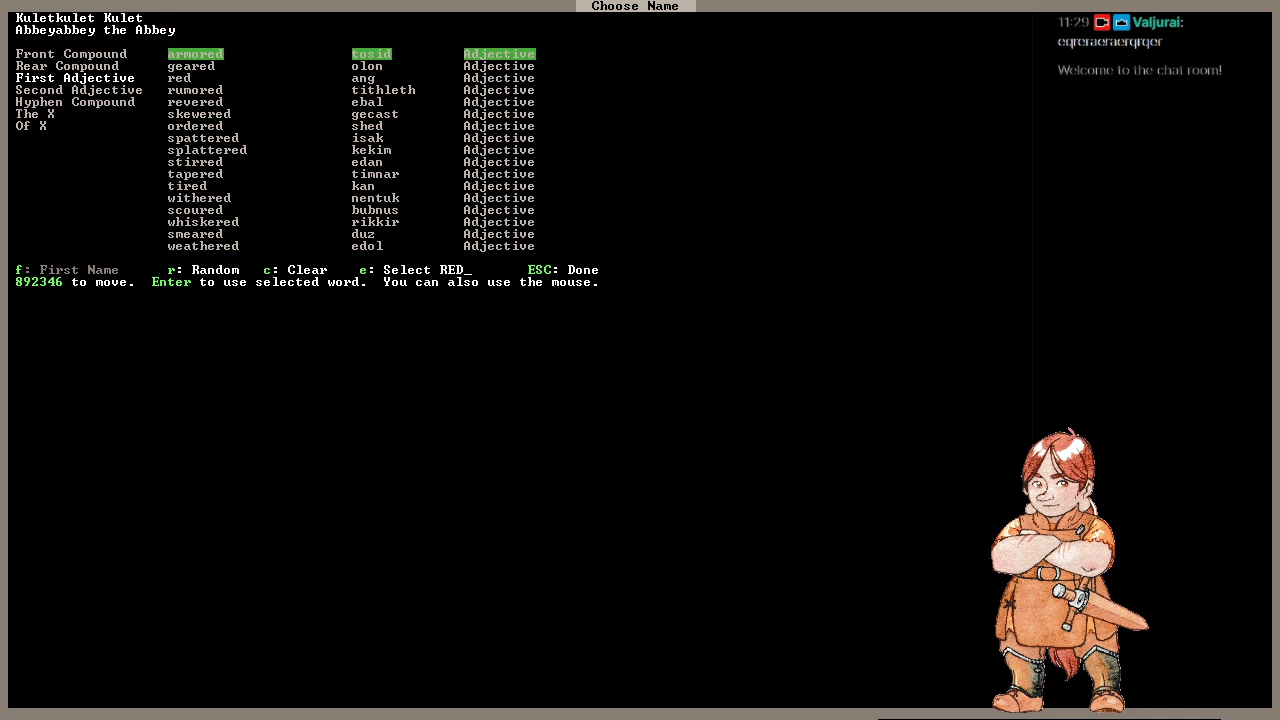 Choose Name
Kuletkulet Kulet
Abbeyabbey the Abbey
Front Compound armored tosid Adjective
Rear Compound geared olon Adjective
First Adjective red ang Adjective
Second Adjective rumored tithleth Adjective
Hyphen Compound revered ebal Adjective
The X skewered gecast Adjective
Of X ordered shed Adjective
spattered isak Adjective
splattered kekim Adjective
stirred edan Adjective
tapered timnar Adjective
tired kan Adjective
withered nentuk Adjective
scoured bubnus Adjective
whiskered rikkir Adjective
smeared duz Adjective
weathered edol Adjective
f: First Name r: Random c: Clear e: Select RED_ ESC: Done
892346 to move. Enter to use selected word. You can also use the mouse.
11:29 Valjurai:
eqreraeraerqrqer
Welcome to the chat room!